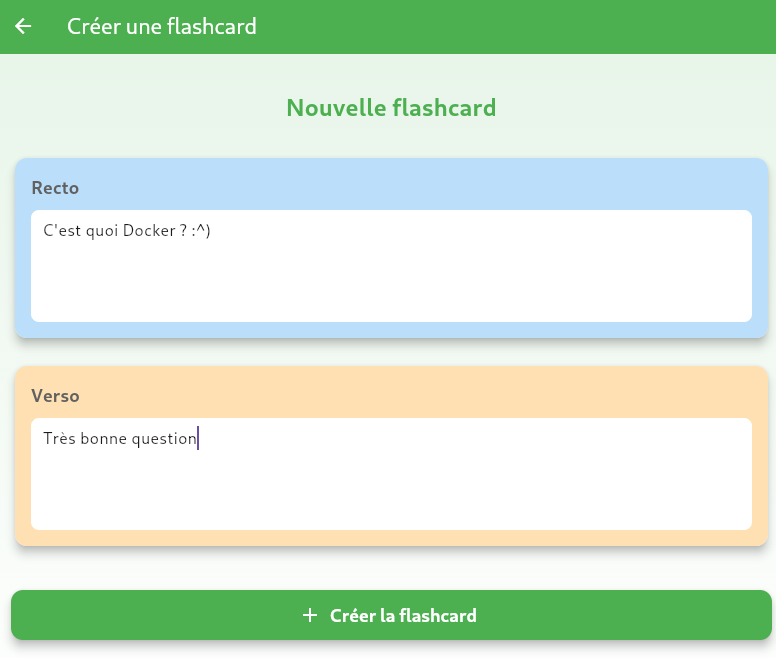 Créer une flashcard
Nouvelle flashcard
Recto
C'est quoi Docker ? :^)
Verso
Très bonne question
Créer la flashcard